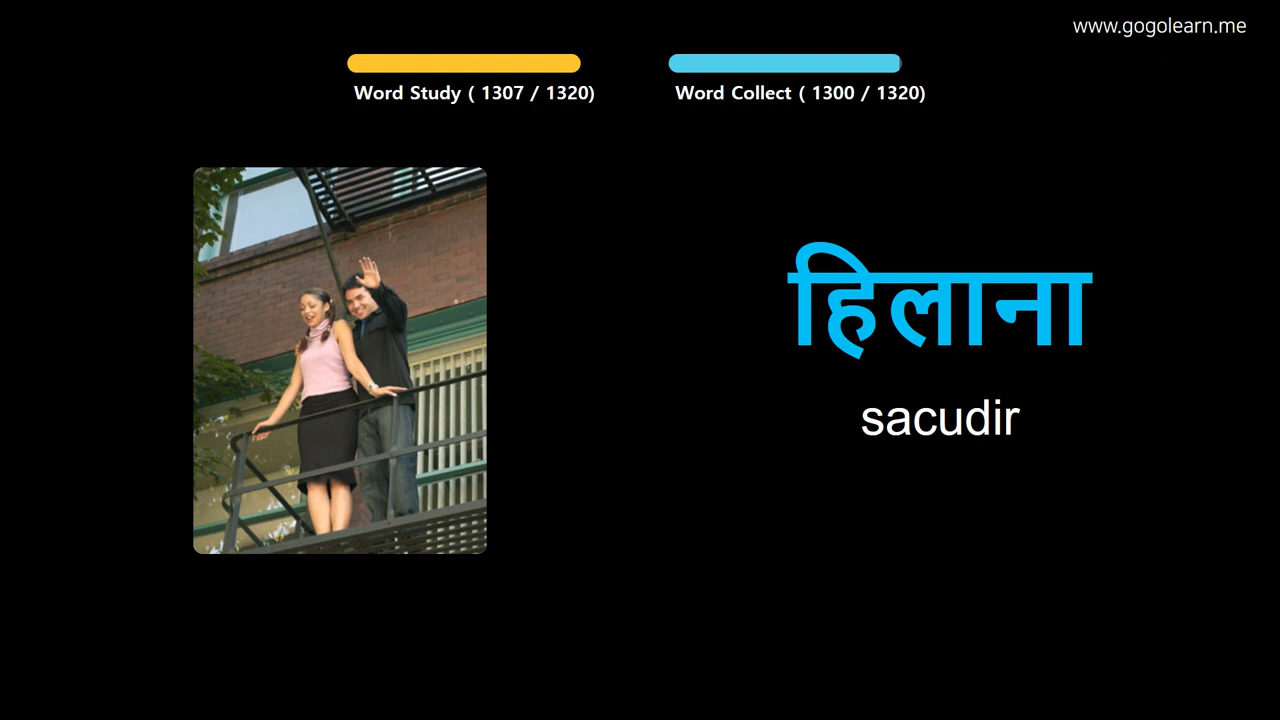 www.gogolearn.me
Word Study ( 1307 / 1320)
Word Collect ( 1300 / 1320)
हिलाना
sacudir